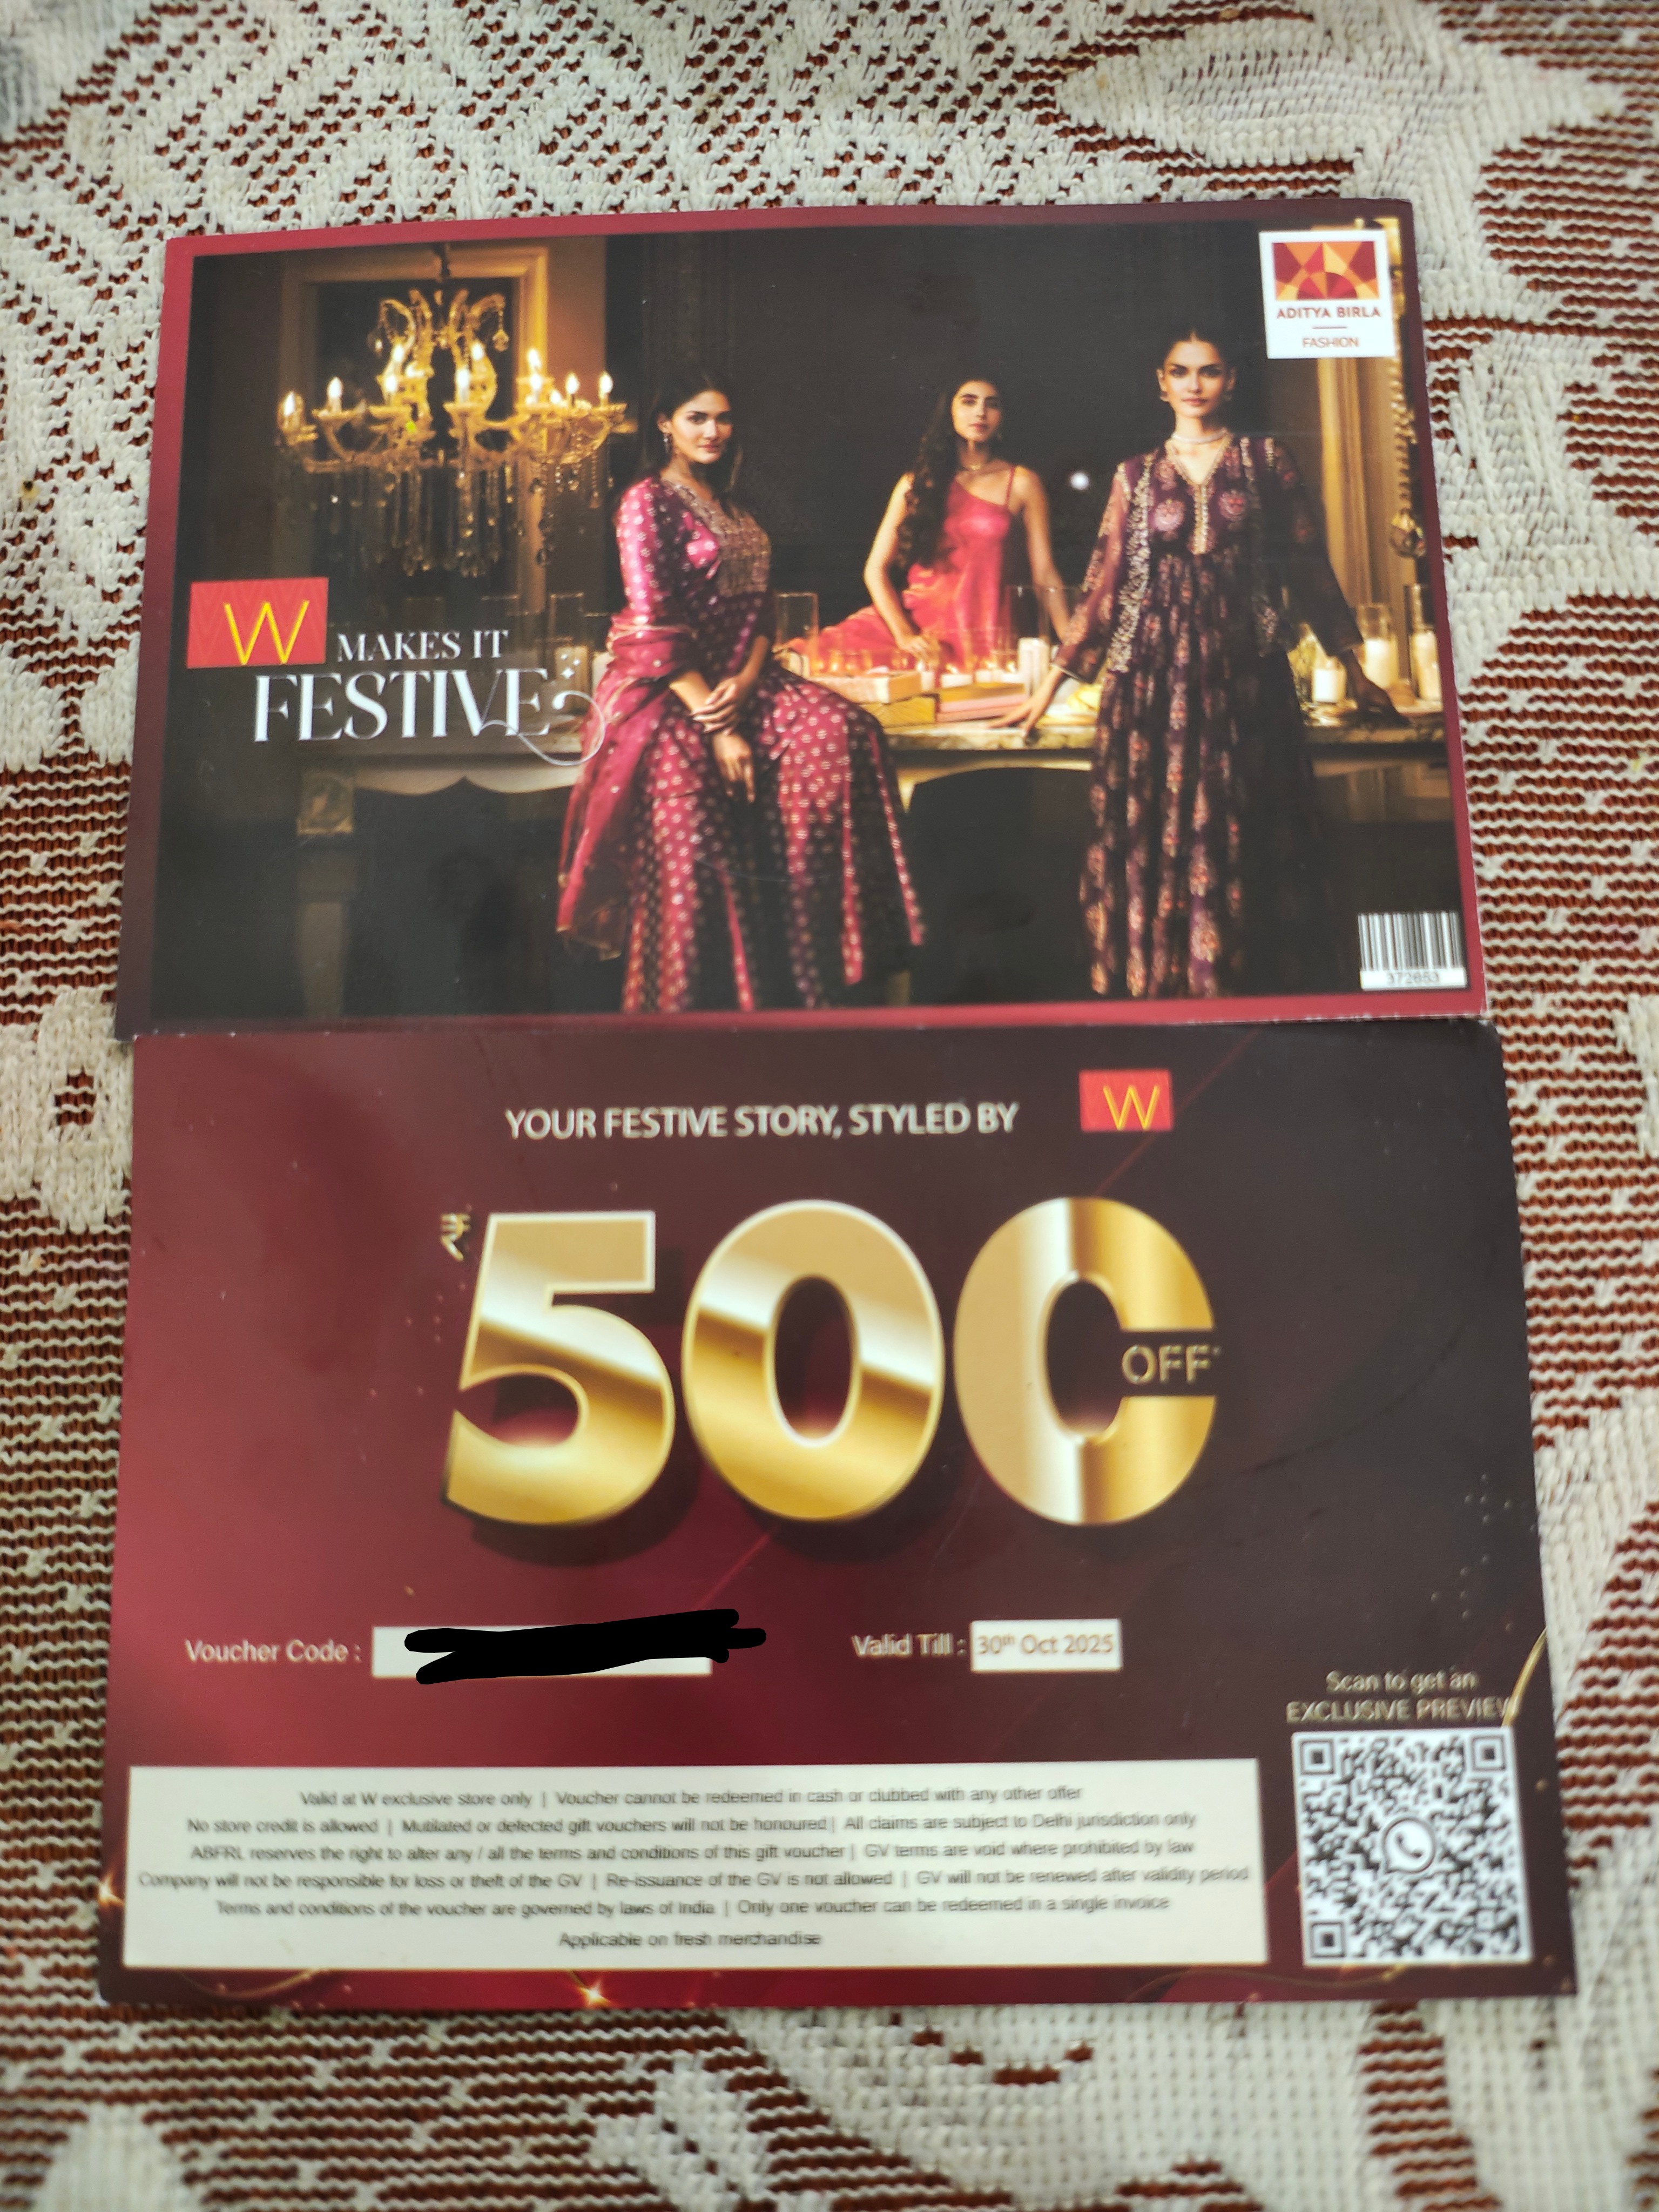 ADITYA BIRLA
FASHION
W MAKES IT
FESTIVE
372653
YOUR FESTIVE STORY, STYLED BY W
₹500
OFF*
Voucher Code :
Valid Till : 30th Oct 2025
Scan to get an
EXCLUSIVE PREVIEW
Valid at W exclusive store only | Voucher cannot be redeemed in cash or clubbed with any other offer
No store credit is allowed | Mutilated or defected gift vouchers will not be honoured | All claims are subject to Delhi jurisdiction only
ABFRL reserves the right to alter any / all the terms and conditions of this gift voucher | GV terms are void where prohibited by law
Company will not be responsible for loss or theft of the GV | Re-issuance of the GV is not allowed | GV will not be renewed after validity period
Terms and conditions of the voucher are governed by laws of India | Only one voucher can be redeemed in a single invoice
Applicable on fresh merchandise